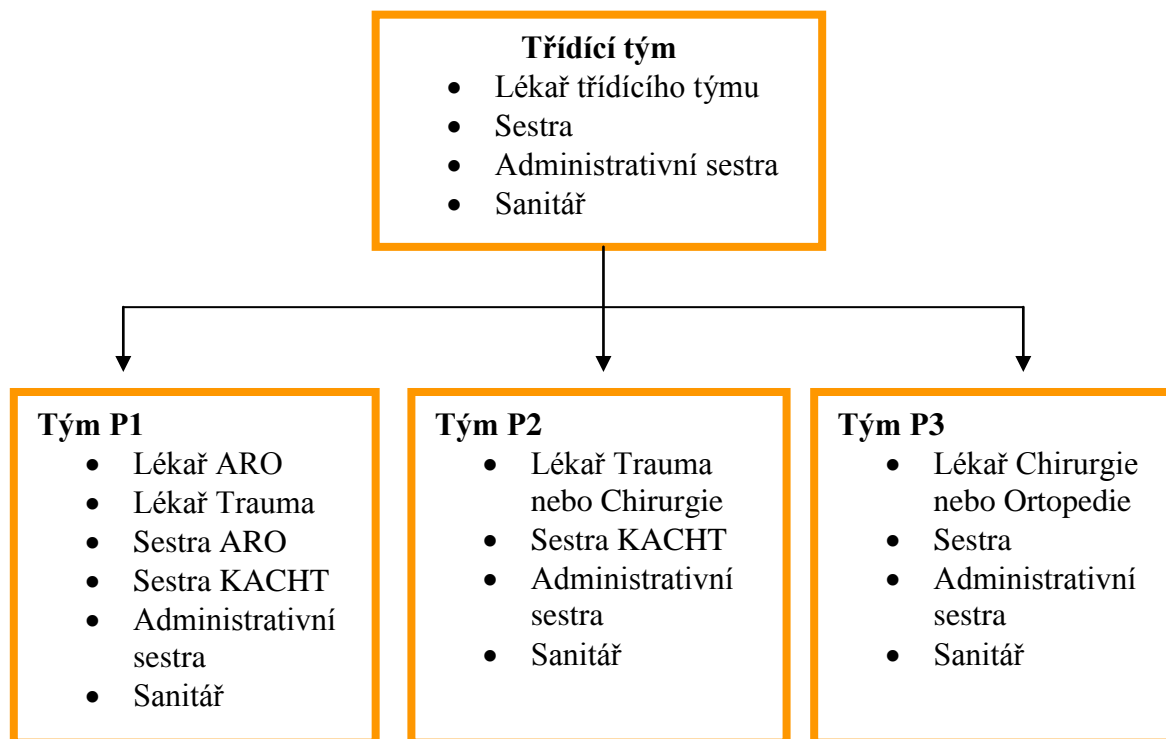 Třídící tým
• Lékař třídícího týmu
• Sestra
• Administrativní sestra
• Sanitář
Tým P1
• Lékař ARO
• Lékař Trauma
• Sestra ARO
• Sestra KACHT
• Administrativní
sestra
• Sanitář
Tým P2
• Lékař Trauma
nebo Chirurgie
• Sestra KACHT
• Administrativní
sestra
• Sanitář
Tým P3
• Lékař Chirurgie
nebo Ortopedie
• Sestra
• Administrativní
sestra
• Sanitář